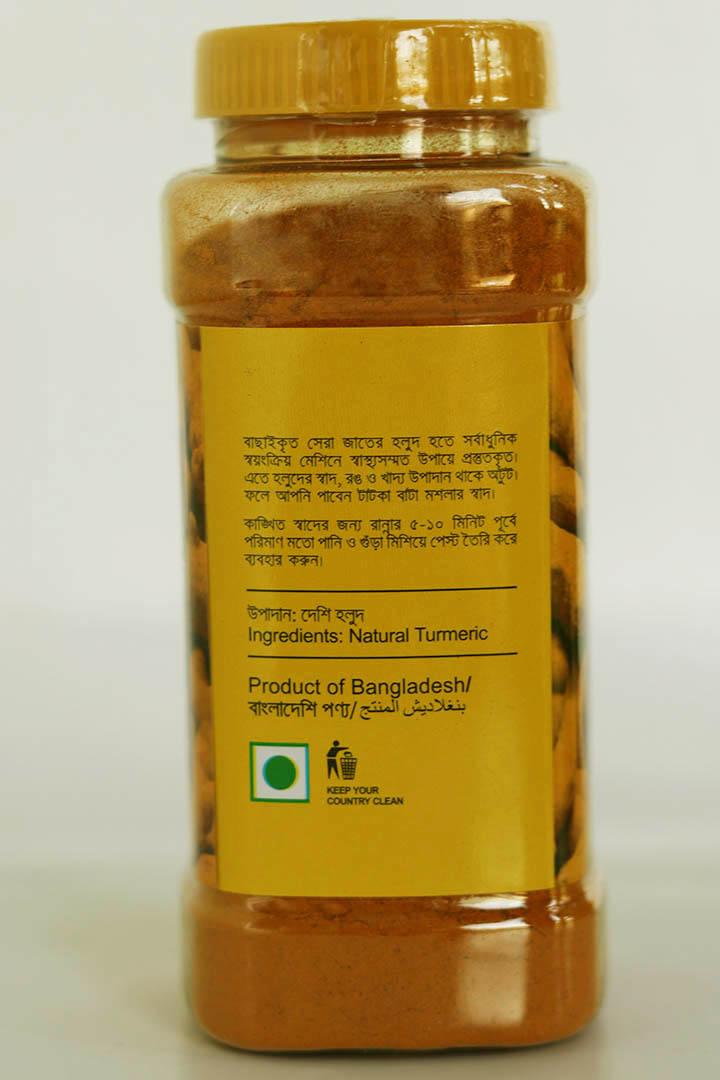 বাছাইকৃত সেরা জাতের হলুদ হতে সর্বাধুনিক
স্বয়ংক্রিয় মেশিনে স্বাস্থ্যসম্মত উপায়ে প্রস্তুতকৃত।
এতে হলুদের স্বাদ, রঙ ও খাদ্য উপাদান থাকে অটুট।
ফলে আপনি পাবেন টাটকা বাটা মশলার স্বাদ।
কাঙ্খিত স্বাদের জন্য রান্নার ৫-১০ মিনিট পূর্বে
পরিমাণ মতো পানি ও গুঁড়া মিশিয়ে পেস্ট তৈরি করে
ব্যবহার করুন।
উপাদান: দেশি হলুদ
Ingredients: Natural Turmeric
Product of Bangladesh/
বাংলাদেশি পণ্য/بنغلاديش المنتج
KEEP YOUR
COUNTRY CLEAN